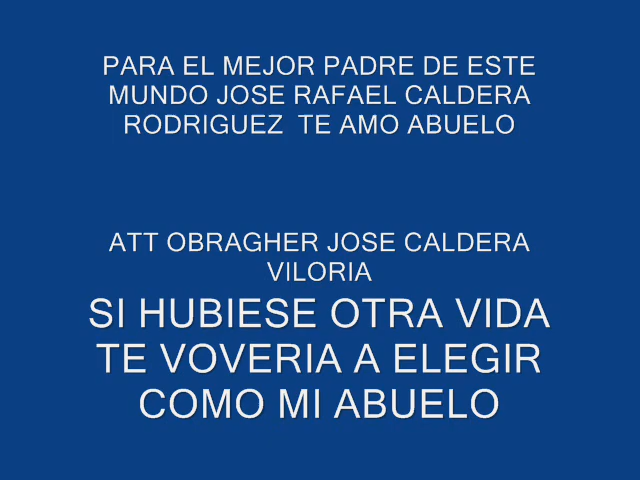 PARA EL MEJOR PADRE DE ESTE
MUNDO JOSE RAFAEL CALDERA
RODRIGUEZ  TE AMO ABUELO
ATT OBRAGHER JOSE CALDERA
VILORIA
SI HUBIESE OTRA VIDA
TE VOVERIA A ELEGIR
COMO MI ABUELO